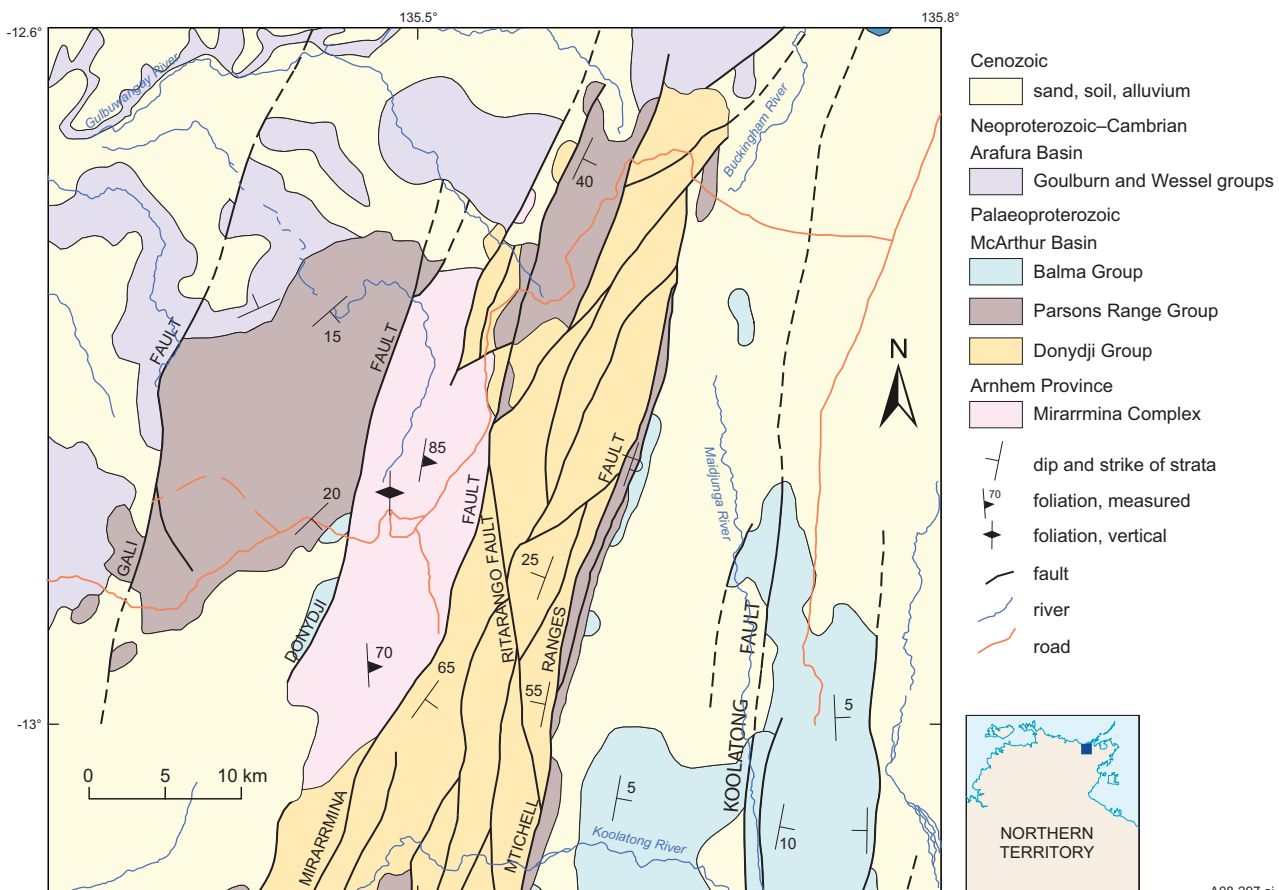 135.5°
135.8°
-12.6°
-13°
Gulbuwangay River
Buckingham River
40
15
FAULT
FAULT
85
20
FAULT
FAULT
Maidjunga River
GALI
RITARANGO FAULT
25
DONYDJI
70
65
RANGES
55
FAULT
KOOLATONG
5
5
10
0 5 10 km
MIRARRMINA
MTICHELL
Koolatong River
N
Cenozoic
sand, soil, alluvium
Neoproterozoic–Cambrian
Arafura Basin
Goulburn and Wessel groups
Palaeoproterozoic
McArthur Basin
Balma Group
Parsons Range Group
Donydji Group
Arnhem Province
Mirarrmina Complex
dip and strike of strata
70
foliation, measured
foliation, vertical
fault
river
road
NORTHERN
TERRITORY